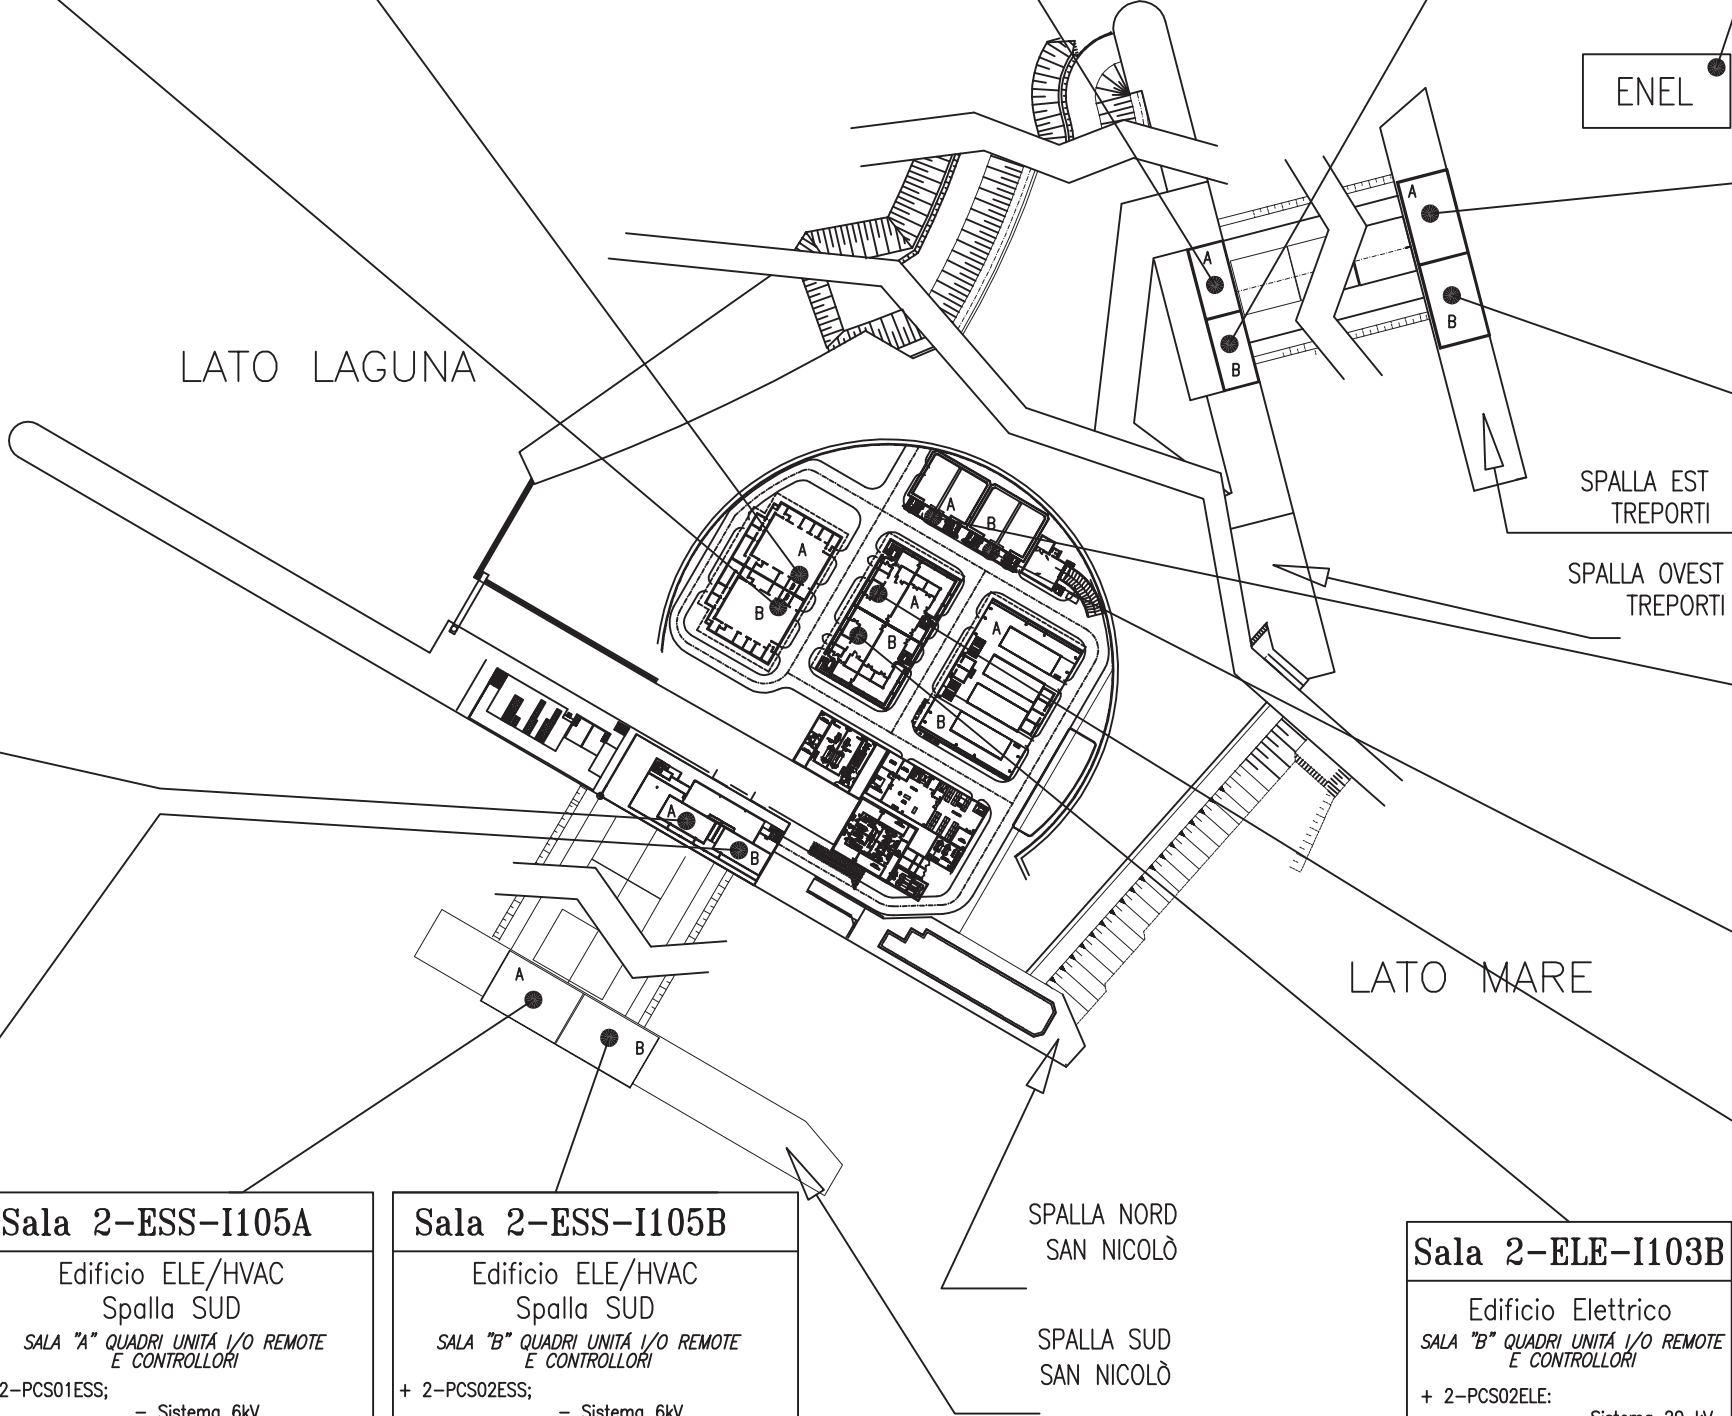 ENEL
A
B
A
B
LATO LAGUNA
SPALLA EST
TREPORTI
SPALLA OVEST
TREPORTI
A
B
A
B
A
B
A
B
A
B
LATO MARE
A
B
SPALLA NORD
SAN NICOLÒ
SPALLA SUD
SAN NICOLÒ
Sala 2-ESS-I105A
Edificio ELE/HVAC
Spalla SUD
SALA "A" QUADRI UNITÁ I/O REMOTE
E CONTROLLORI
2-PCS01ESS;
- Sistema 6kV
Sala 2-ESS-I105B
Edificio ELE/HVAC
Spalla SUD
SALA "B" QUADRI UNITÁ I/O REMOTE
E CONTROLLORI
+ 2-PCS02ESS;
- Sistema 6kV
Sala 2-ELE-I103B
Edificio Elettrico
SALA "B" QUADRI UNITÁ I/O REMOTE
E CONTROLLORI
+ 2-PCS02ELE:
Sistema 20 kV